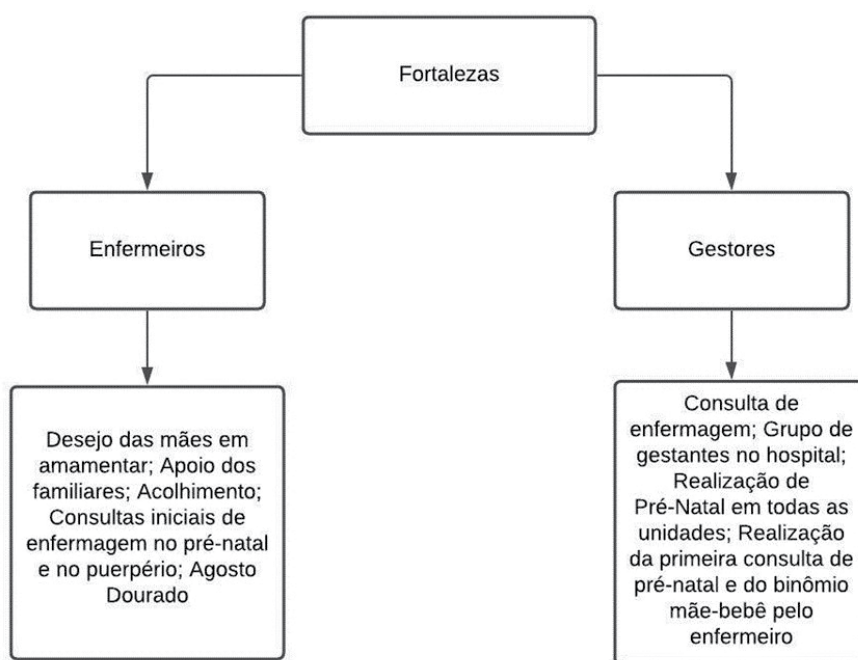 Fortalezas
Enfermeiros
Gestores
Desejo das mães em
amamentar; Apoio dos
familiares; Acolhimento;
Consultas iniciais de
enfermagem no pré-natal
e no puerpério; Agosto
Dourado
Consulta de
enfermagem; Grupo de
gestantes no hospital;
Realização de
Pré-Natal em todas as
unidades; Realização
da primeira consulta de
pré-natal e do binômio
mãe-bebê pelo
enfermeiro